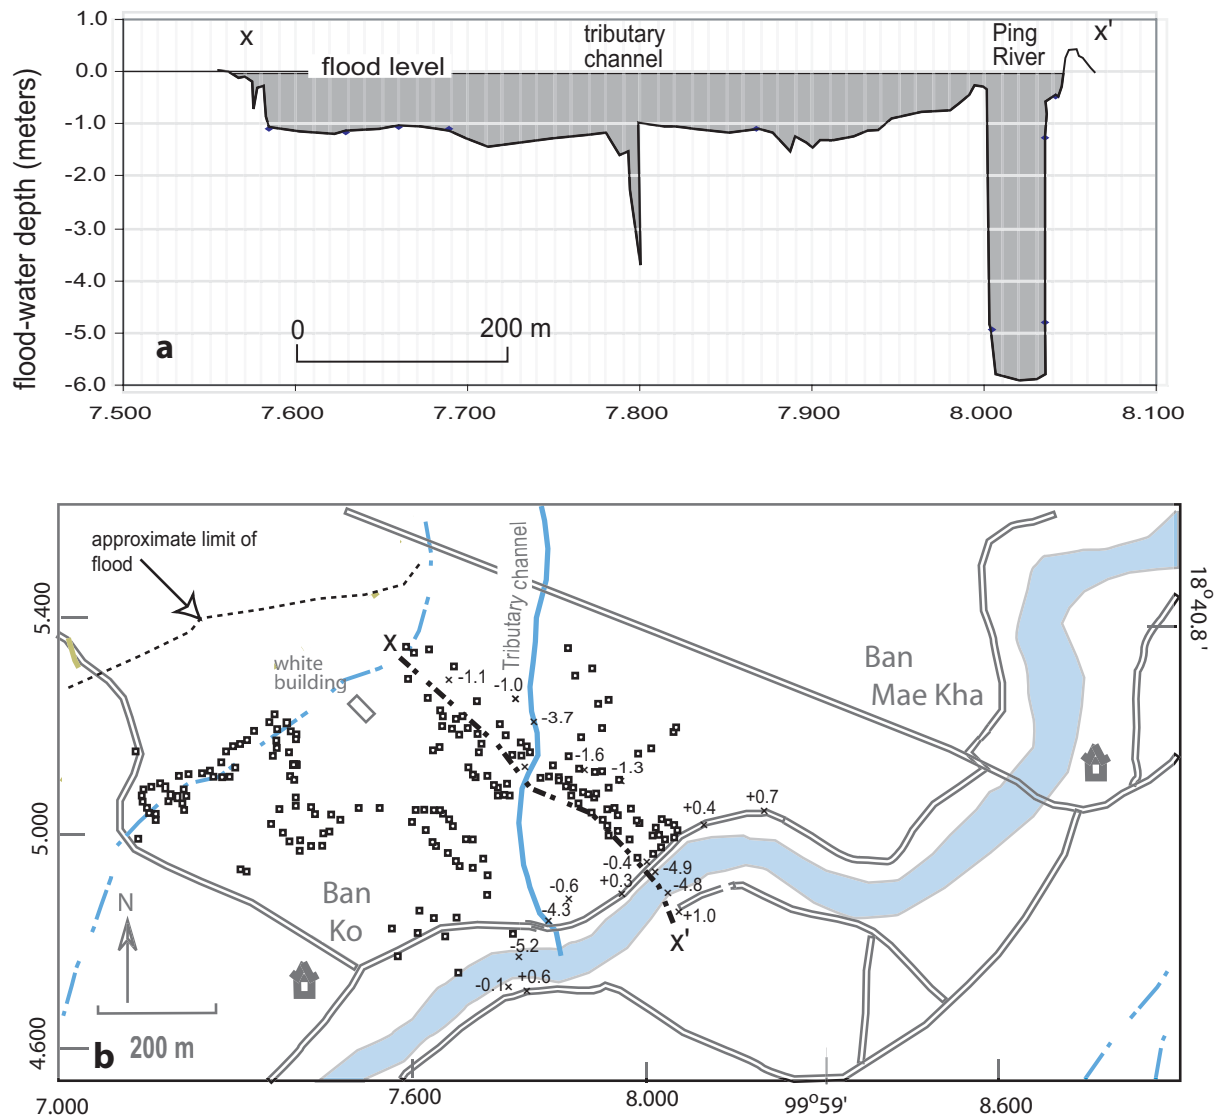 flood-water depth (meters)
1.0
0.0
-1.0
-2.0
-3.0
-4.0
-5.0
-6.0
x
flood level
tributary
channel
Ping
River
x'
0
200 m
a
7.500
7.600
7.700
7.800
7.900
8.000
8.100
approximate limit of
flood
white
building
Tributary channel
X
-1.1
-1.0
-3.7
-1.6
-1.3
+0.4
+0.7
-0.4
-4.9
+0.3
-4.8
-0.6
-4.3
+1.0
X'
-5.2
-0.1
+0.6
Ban
Mae Kha
Ban
Ko
N
200 m
b
5.400
5.000
4.600
18°40.8'
7.000
7.600
8.000
99°59'
8.600